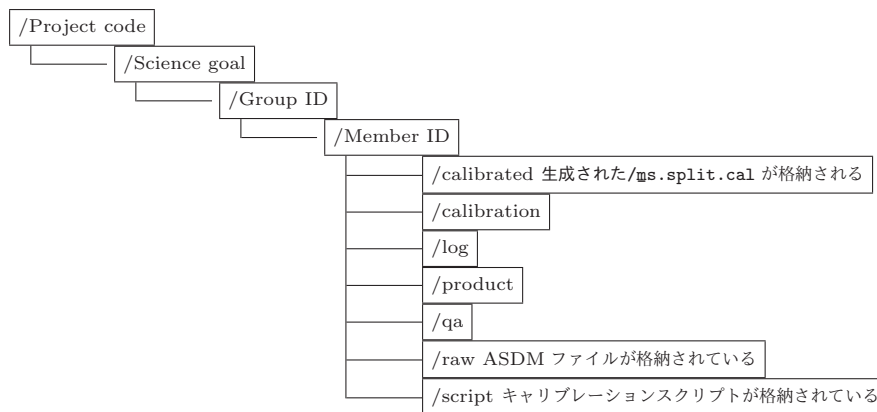 /Project code
/Science goal
/Group ID
/Member ID
/calibrated 生成された/ms.split.cal が格納される
/calibration
/log
/product
/qa
/raw ASDM ファイルが格納されている
/script キャリブレーションスクリプトが格納されている